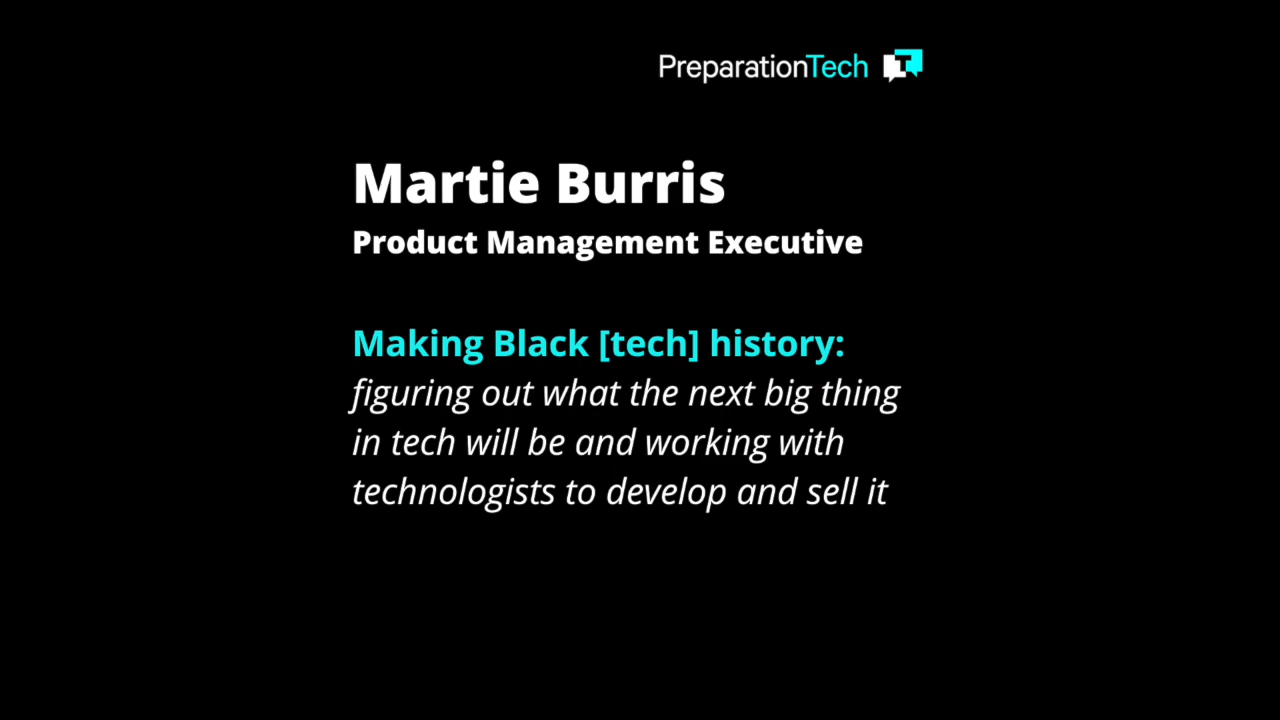 PreparationTech T
Martie Burris
Product Management Executive
Making Black [tech] history:
figuring out what the next big thing
in tech will be and working with
technologists to develop and sell it